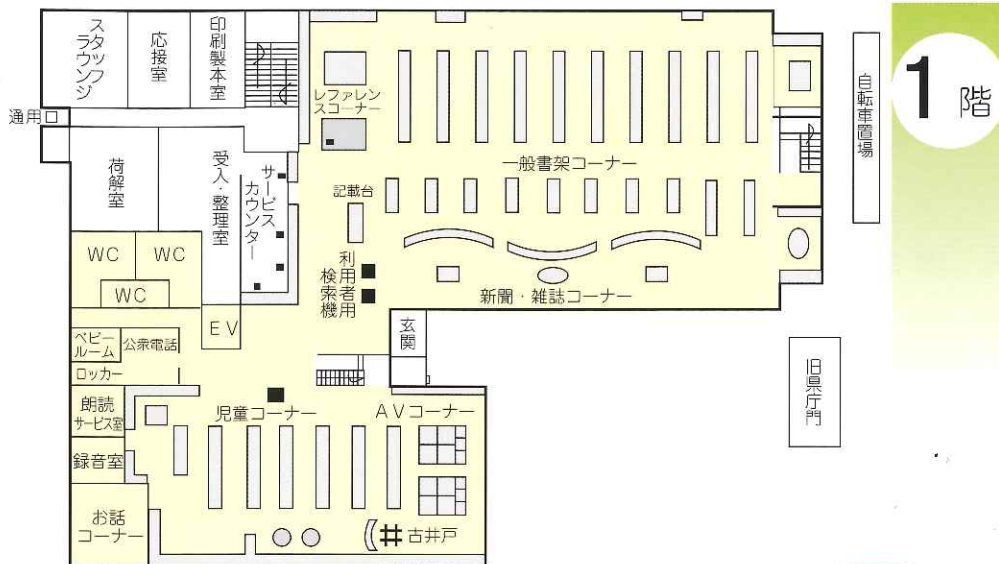 1階
スタッフ
ラウンジ
応接室
印刷製本室
レファレン
スコーナー
自転車置場
通用口
荷解室
受入・整理室
サービス
カウンター
一般書架コーナー
記載台
WC
WC
WC
利用者用
検索機
新聞・雑誌コーナー
EV
玄関
ベビー
ルーム
公衆電話
ロッカー
旧県庁門
朗読
サービス室
児童コーナー
AVコーナー
録音室
お話
コーナー
古井戸